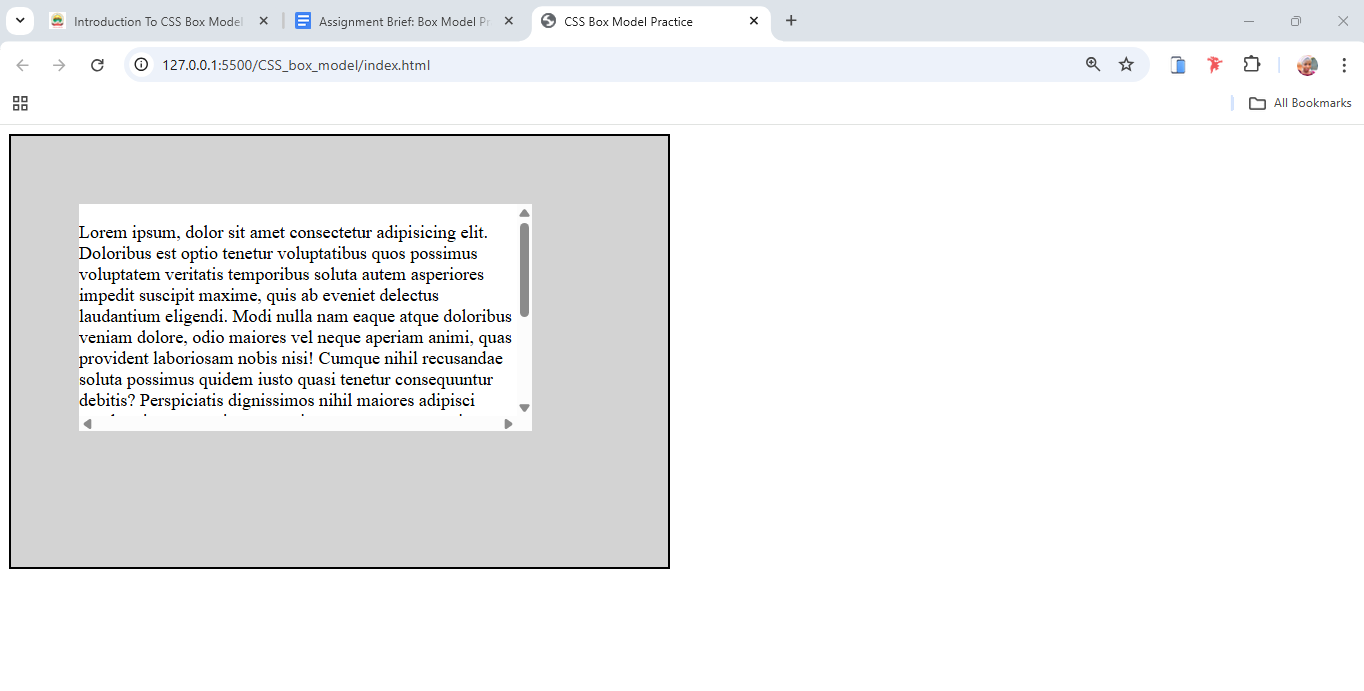 Introduction To CSS Box Model
Assignment Brief: Box Model Pr
CSS Box Model Practice
127.0.0.1:5500/CSS_box_model/index.html
All Bookmarks
Lorem ipsum, dolor sit amet consectetur adipisicing elit.
Doloribus est optio tenetur voluptatibus quos possimus
voluptatem veritatis temporibus soluta autem asperiores
impedit suscipit maxime, quis ab eveniet delectus
laudantium eligendi. Modi nulla nam eaque atque doloribus
veniam dolore, odio maiores vel neque aperiam animi, quas
provident laboriosam nobis nisi! Cumque nihil recusandae
soluta possimus quidem iusto quasi tenetur consequuntur
debitis? Perspiciatis dignissimos nihil maiores adipisci